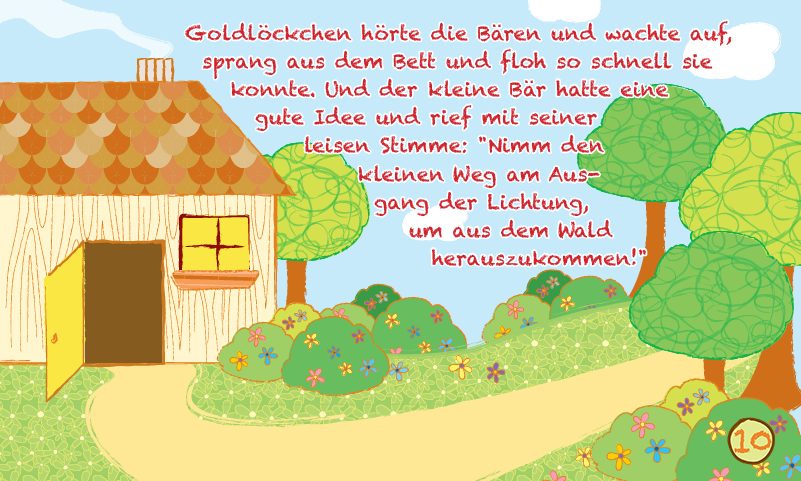 Goldlöckchen hörte die Bären und wachte auf,
sprang aus dem Bett und floh so schnell sie
konnte. Und der kleine Bär hatte eine
gute Idee und rief mit seiner
leisen Stimme: "Nimm den
kleinen Weg am Aus-
gang der Lichtung,
um aus dem Wald
herauszukommen!"
10